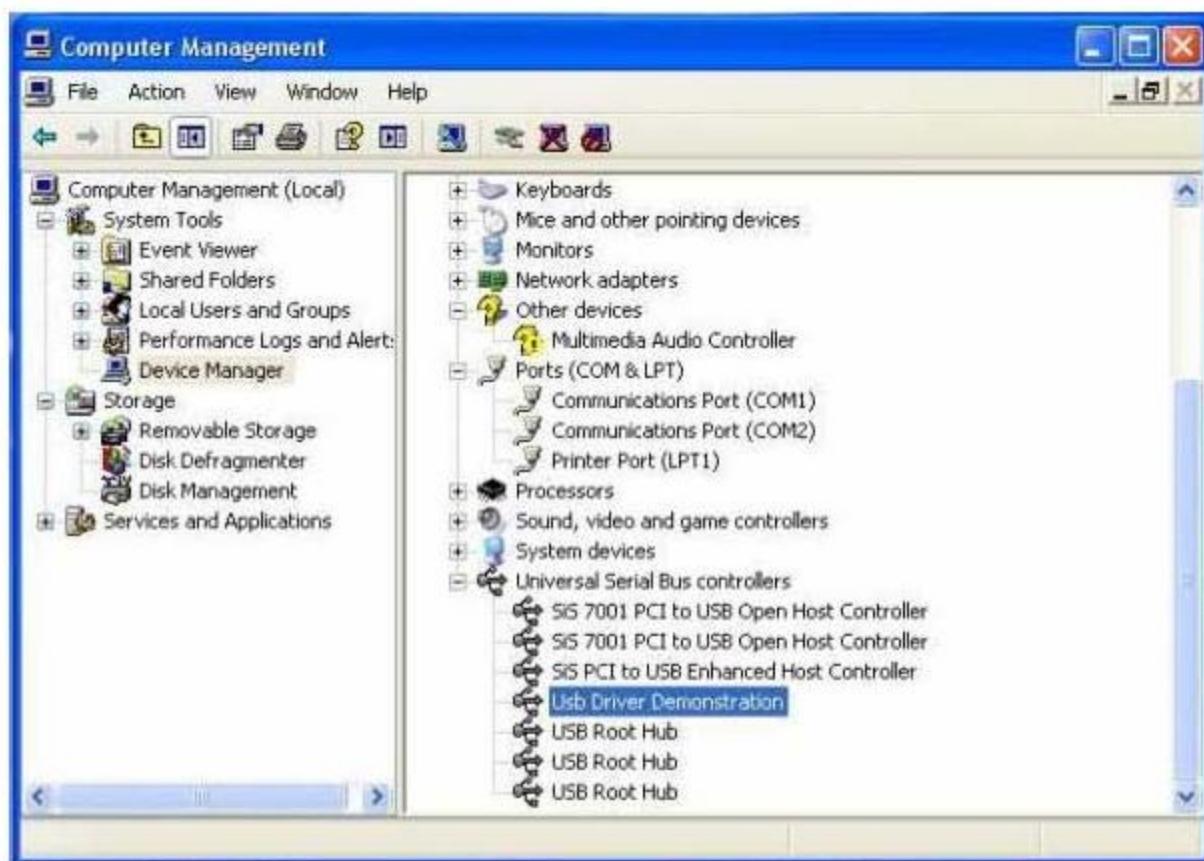 Computer Management
File Action View Window Help
Computer Management (Local)
System Tools
Event Viewer
Shared Folders
Local Users and Groups
Performance Logs and Alert:
Device Manager
Storage
Removable Storage
Disk Defragmenter
Disk Management
Services and Applications
Keyboards
Mice and other pointing devices
Monitors
Network adapters
Other devices
Multimedia Audio Controller
Ports (COM & LPT)
Communications Port (COM1)
Communications Port (COM2)
Printer Port (LPT1)
Processors
Sound, video and game controllers
System devices
Universal Serial Bus controllers
SiS 7001 PCI to USB Open Host Controller
SiS 7001 PCI to USB Open Host Controller
SiS PCI to USB Enhanced Host Controller
Usb Driver Demonstration
USB Root Hub
USB Root Hub
USB Root Hub